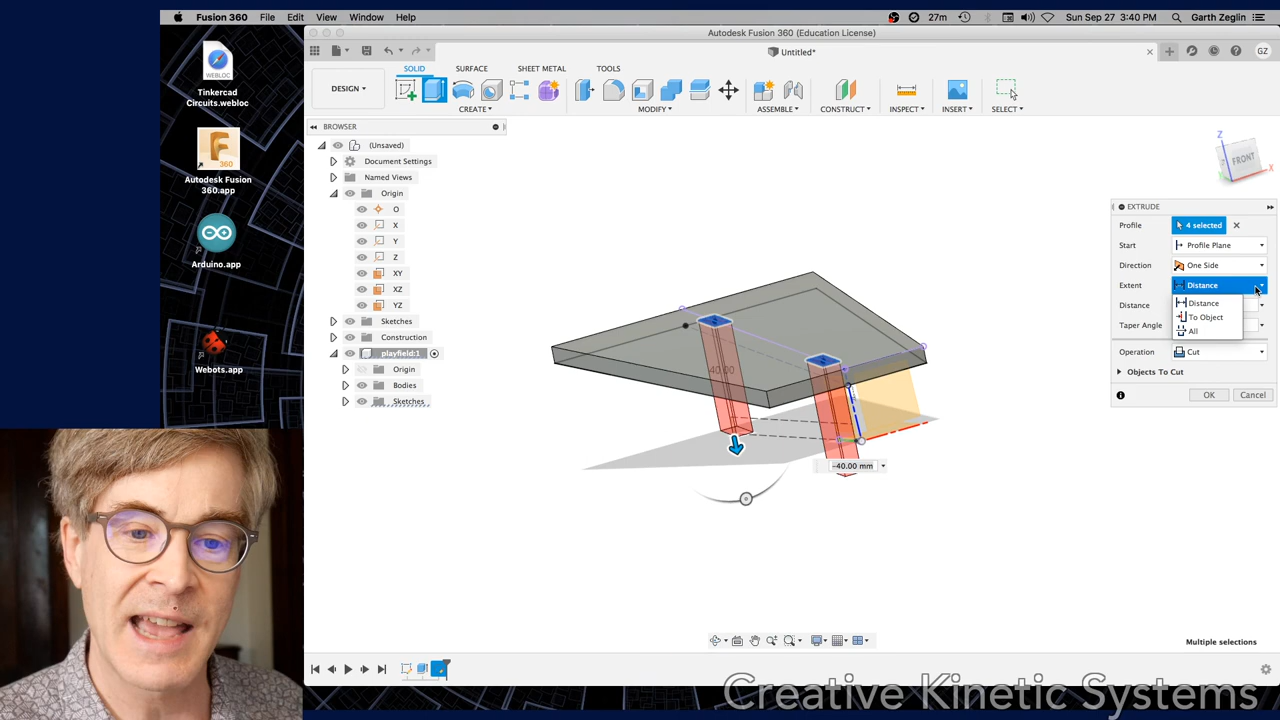 Fusion 360 File Edit View Window Help 27m Sun Sep 27 3:40 PM Garth Zeglin
Autodesk Fusion 360 (Education License)
Untitled*
GZ
SOLID SURFACE SHEET METAL TOOLS
DESIGN
CREATE MODIFY ASSEMBLE CONSTRUCT INSPECT INSERT SELECT
WEBLOC
Tinkercad
Circuits.webloc
360
Autodesk Fusion
360.app
Arduino.app
Webots.app
BROWSER
(Unsaved)
Document Settings
Named Views
Origin
O
X
Y
Z
XY
XZ
YZ
Sketches
Construction
playfield:1
Origin
Bodies
Sketches
Z
FRONT
X
EXTRUDE
Profile 4 selected
Start Profile Plane
Direction One Side
Extent Distance
Distance
To Object
All
Distance
Taper Angle
Operation Cut
Objects To Cut
OK Cancel
-40.00
-40.00 mm
Multiple selections
Creative Kinetic Systems